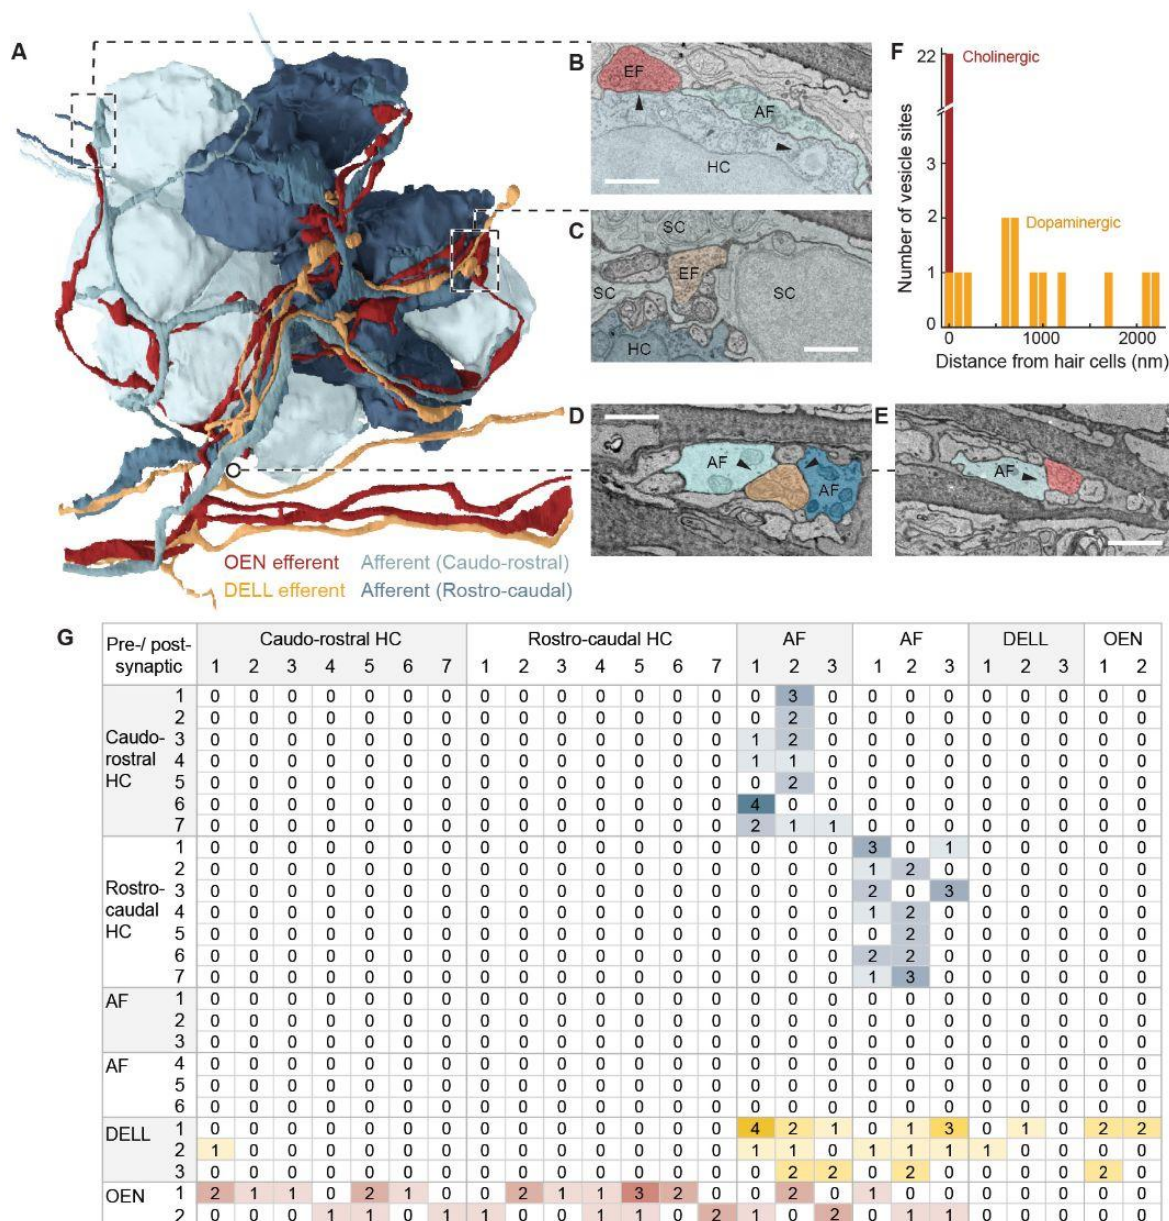 A
OEN efferent Afferent (Caudo-rostral)
DELL efferent Afferent (Rostro-caudal)
B
EF
AF
HC
C
SC
EF
SC
SC
HC
D
AF
AF
E
AF
F
22
Cholinergic
3
2
Dopaminergic
1
0
0 1000 2000
Number of vesicle sites
Distance from hair cells (nm)
G
Pre-/ post-synaptic Caudo-rostral HC Rostro-caudal HC AF AF DELL OEN
1 2 3 4 5 6 7 1 2 3 4 5 6 7 1 2 3 1 2 3 1 2 3 1 2
Caudo-rostral HC
1 0 0 0 0 0 0 0 0 0 0 0 0 0 0 0 3 0 0 0 0 0 0 0 0 0
2 0 0 0 0 0 0 0 0 0 0 0 0 0 0 0 2 0 0 0 0 0 0 0 0 0
3 0 0 0 0 0 0 0 0 0 0 0 0 0 0 1 2 0 0 0 0 0 0 0 0 0
4 0 0 0 0 0 0 0 0 0 0 0 0 0 0 1 1 0 0 0 0 0 0 0 0 0
5 0 0 0 0 0 0 0 0 0 0 0 0 0 0 0 2 0 0 0 0 0 0 0 0 0
6 0 0 0 0 0 0 0 0 0 0 0 0 0 0 4 0 0 0 0 0 0 0 0 0 0
7 0 0 0 0 0 0 0 0 0 0 0 0 0 0 2 1 1 0 0 0 0 0 0 0 0
Rostro-caudal HC
1 0 0 0 0 0 0 0 0 0 0 0 0 0 0 0 0 0 3 0 1 0 0 0 0 0
2 0 0 0 0 0 0 0 0 0 0 0 0 0 0 0 0 0 1 2 0 0 0 0 0 0
3 0 0 0 0 0 0 0 0 0 0 0 0 0 0 0 0 0 2 0 3 0 0 0 0 0
4 0 0 0 0 0 0 0 0 0 0 0 0 0 0 0 0 0 1 2 0 0 0 0 0 0
5 0 0 0 0 0 0 0 0 0 0 0 0 0 0 0 0 0 0 2 0 0 0 0 0 0
6 0 0 0 0 0 0 0 0 0 0 0 0 0 0 0 0 0 2 2 0 0 0 0 0 0
7 0 0 0 0 0 0 0 0 0 0 0 0 0 0 0 0 0 1 3 0 0 0 0 0 0
AF 1 0 0 0 0 0 0 0 0 0 0 0 0 0 0 0 0 0 0 0 0 0 0 0 0 0
2 0 0 0 0 0 0 0 0 0 0 0 0 0 0 0 0 0 0 0 0 0 0 0 0 0
3 0 0 0 0 0 0 0 0 0 0 0 0 0 0 0 0 0 0 0 0 0 0 0 0 0
AF 4 0 0 0 0 0 0 0 0 0 0 0 0 0 0 0 0 0 0 0 0 0 0 0 0 0
5 0 0 0 0 0 0 0 0 0 0 0 0 0 0 0 0 0 0 0 0 0 0 0 0 0
6 0 0 0 0 0 0 0 0 0 0 0 0 0 0 0 0 0 0 0 0 0 0 0 0 0
DELL 1 0 0 0 0 0 0 0 0 0 0 0 0 0 0 4 2 1 0 1 3 0 1 0 2 2
2 1 0 0 0 0 0 0 0 0 0 0 0 0 0 1 1 0 1 1 1 1 0 0 0 0
3 0 0 0 0 0 0 0 0 0 0 0 0 0 0 0 2 2 0 2 0 0 0 0 2 0
OEN 1 2 1 1 0 2 1 0 0 2 1 1 3 2 0 0 2 0 1 0 0 0 0 0 0 0
2 0 0 0 1 1 0 1 1 0 0 1 1 0 2 1 0 2 0 1 1 0 0 0 0 0